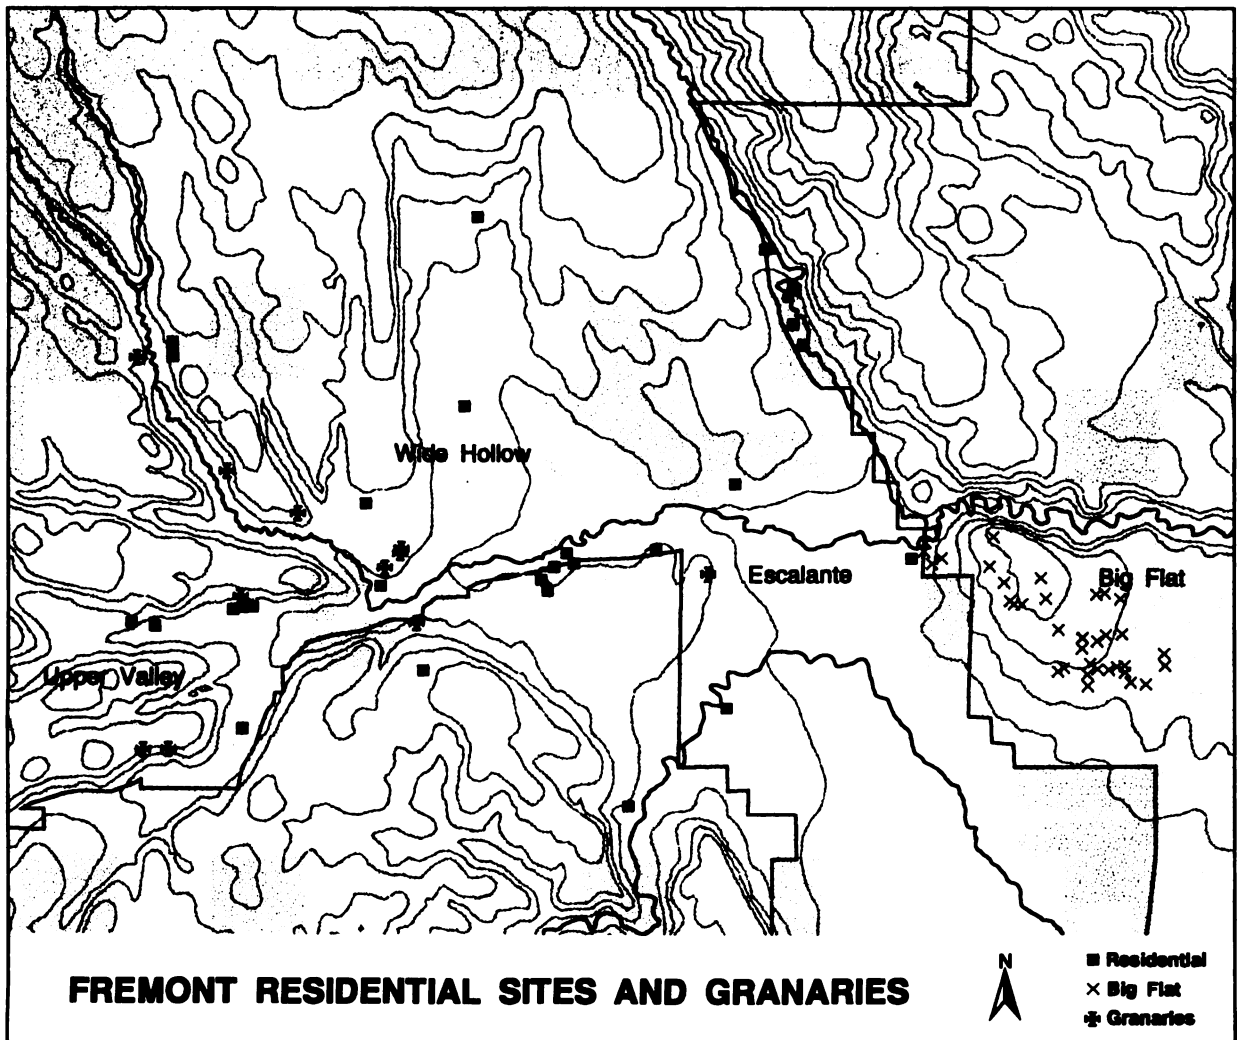 Wide Hollow
Escalante
Big Flat
Upper Valley
FREMONT RESIDENTIAL SITES AND GRANARIES
N
Residential
Big Flat
Granaries